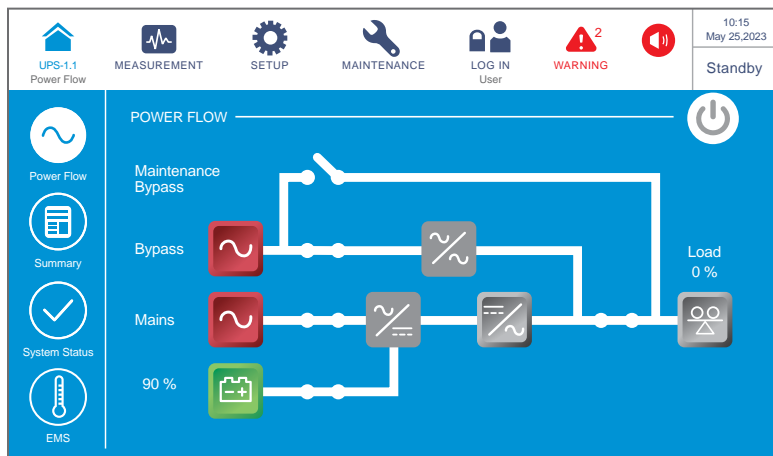 UPS-1.1
Power Flow
MEASUREMENT
SETUP
MAINTENANCE
LOG IN
User
2
WARNING
10:15
May 25,2023
Standby
Power Flow
Summary
System Status
EMS
POWER FLOW
Maintenance
Bypass
Bypass
Mains
90 %
Load
0 %